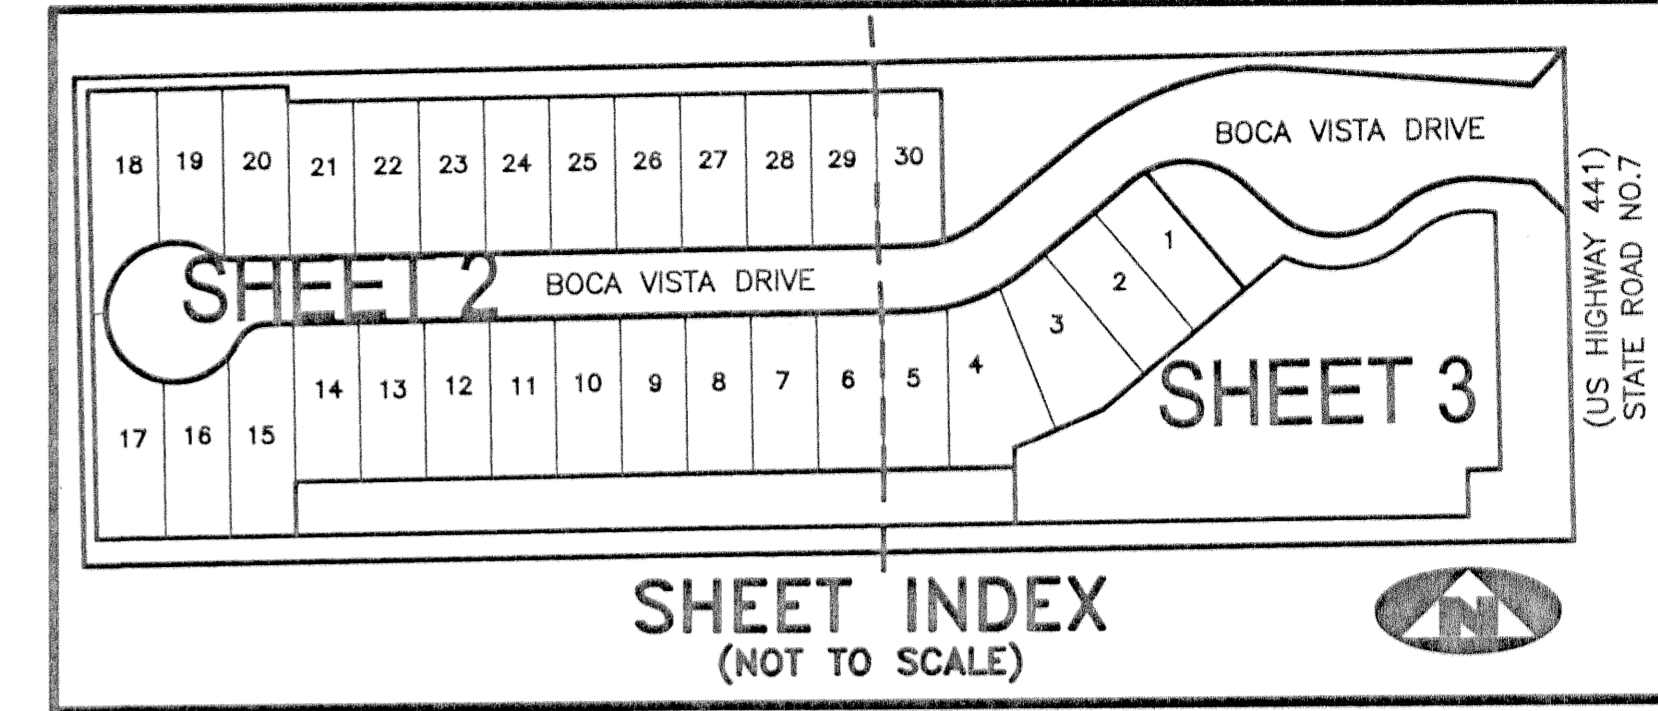 BOCA VISTA DRIVE
18 19 20 21 22 23 24 25 26 27 28 29 30
(US HIGHWAY 441)
STATE ROAD NO.7
SHEET 2
BOCA VISTA DRIVE
1
2
3
4
17 16 15 14 13 12 11 10 9 8 7 6 5
SHEET 3
SHEET INDEX
(NOT TO SCALE)
N